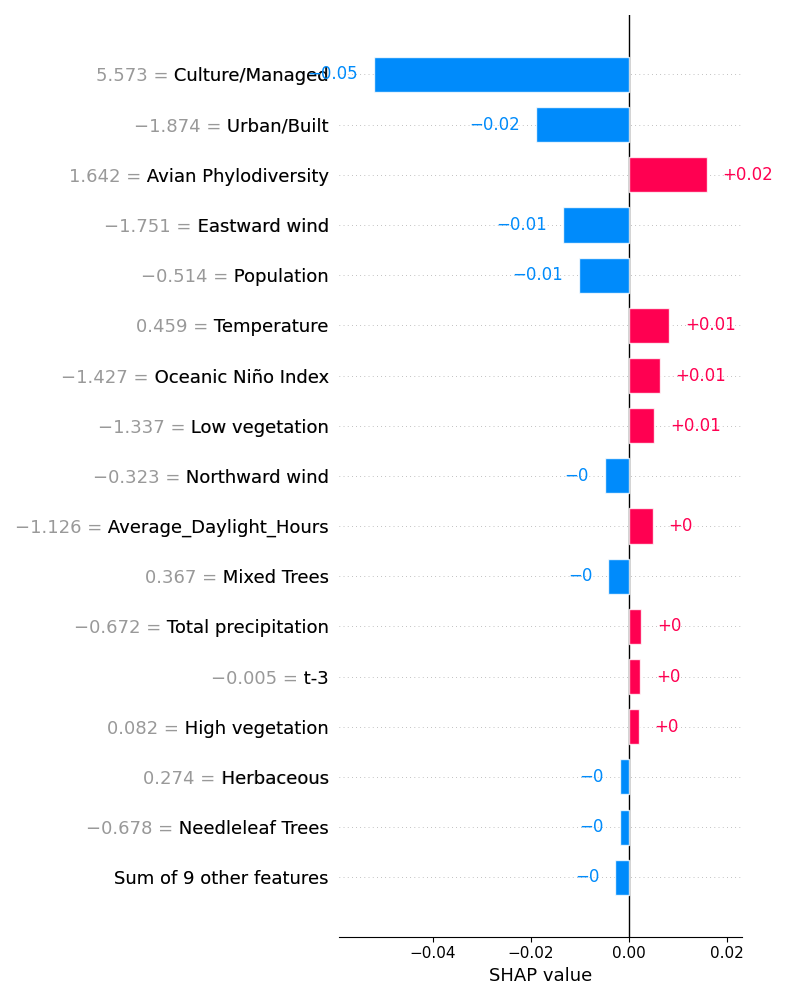 5.573 = Culture/Managed −0.05
−1.874 = Urban/Built −0.02
1.642 = Avian Phylodiversity +0.02
−1.751 = Eastward wind −0.01
−0.514 = Population −0.01
0.459 = Temperature +0.01
−1.427 = Oceanic Niño Index +0.01
−1.337 = Low vegetation +0.01
−0.323 = Northward wind −0
−1.126 = Average_Daylight_Hours +0
0.367 = Mixed Trees −0
−0.672 = Total precipitation +0
−0.005 = t-3 +0
0.082 = High vegetation +0
0.274 = Herbaceous −0
−0.678 = Needleleaf Trees −0
Sum of 9 other features −0
−0.04 −0.02 0.00 0.02
SHAP value